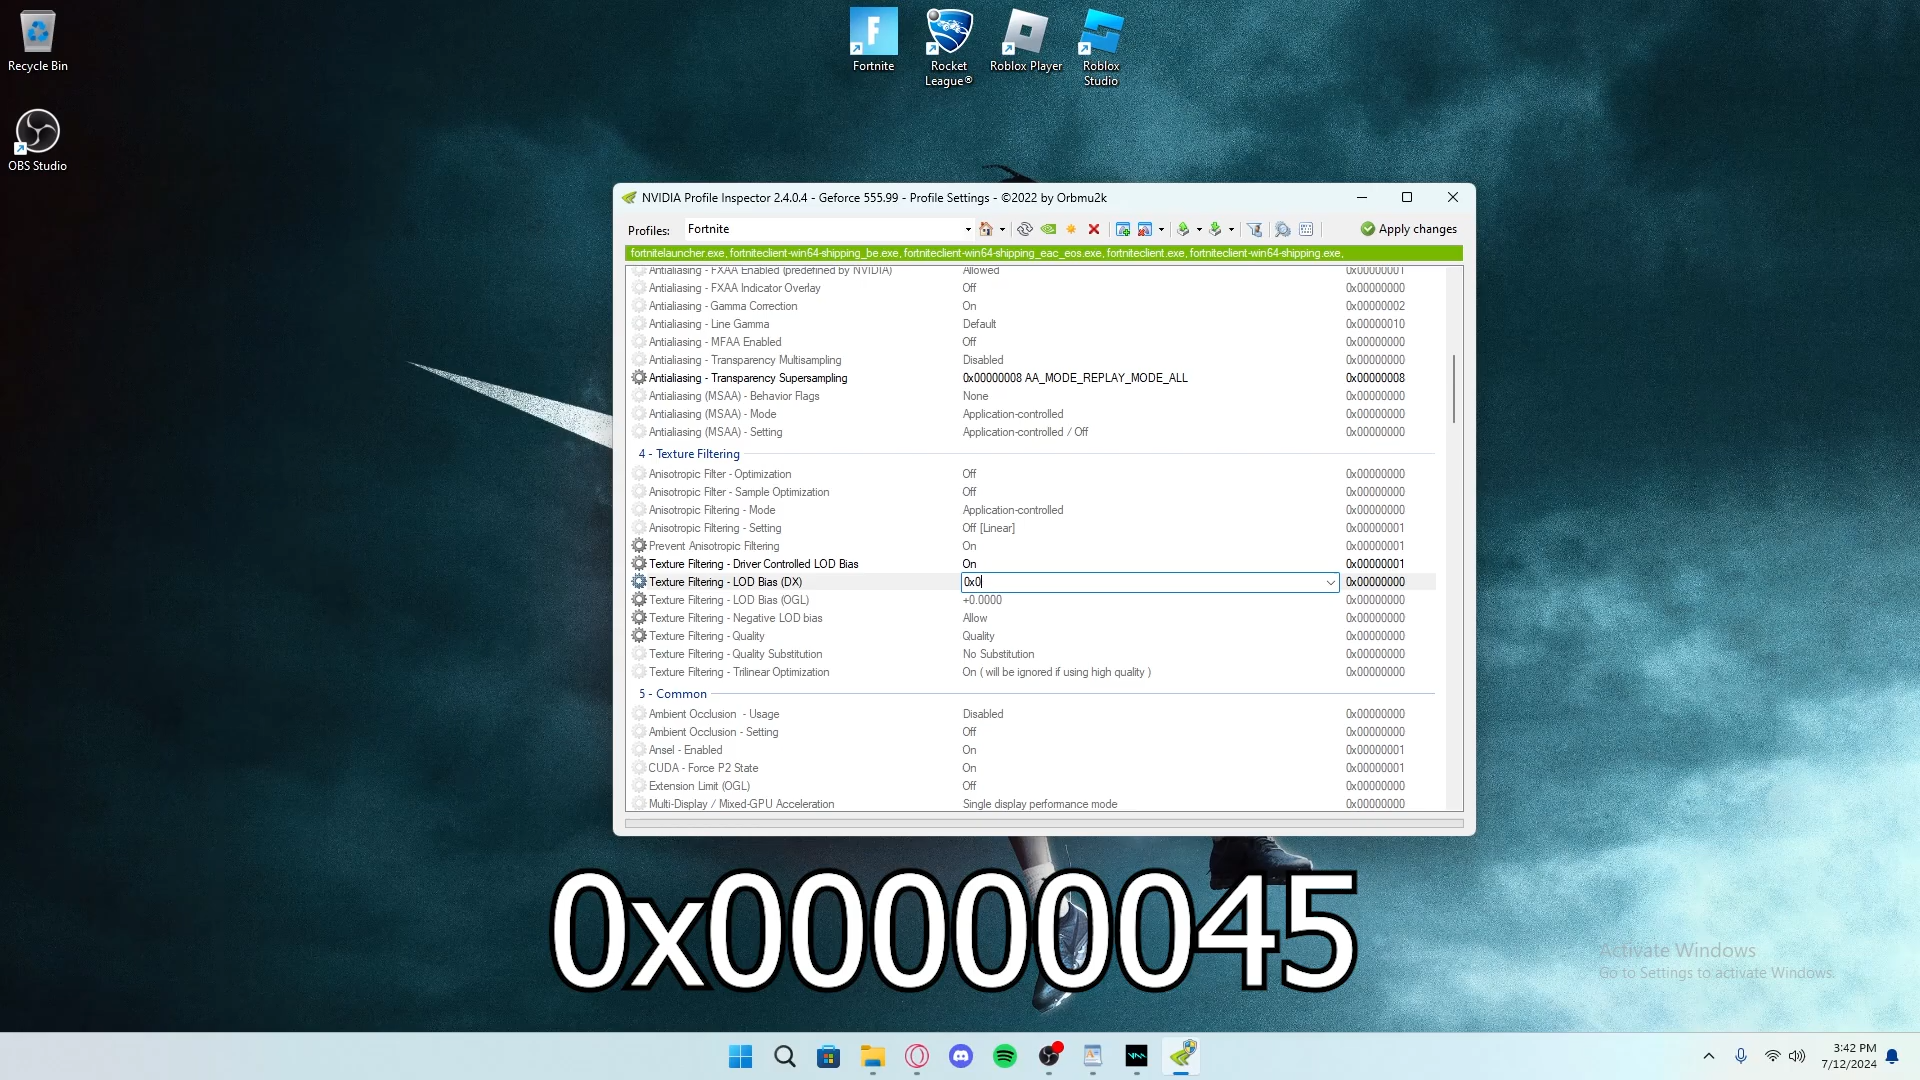 Recycle Bin
OBS Studio
Fortnite
Rocket League®
Roblox Player
Roblox Studio
NVIDIA Profile Inspector 2.4.0.4 - Geforce 555.99 - Profile Settings - ©2022 by Orbmu2k
Profiles: Fortnite Apply changes
fortnitelauncher.exe, fortniteclient-win64-shipping_be.exe, fortniteclient-win64-shipping_eac_eos.exe, fortniteclient.exe, fortniteclient-win64-shipping.exe,
Antialiasing - FXAA Enabled (predefined by NVIDIA) Allowed 0x00000001
Antialiasing - FXAA Indicator Overlay Off 0x00000000
Antialiasing - Gamma Correction On 0x00000002
Antialiasing - Line Gamma Default 0x00000010
Antialiasing - MFAA Enabled Off 0x00000000
Antialiasing - Transparency Multisampling Disabled 0x00000000
Antialiasing - Transparency Supersampling 0x00000008 AA_MODE_REPLAY_MODE_ALL 0x00000008
Antialiasing (MSAA) - Behavior Flags None 0x00000000
Antialiasing (MSAA) - Mode Application-controlled 0x00000000
Antialiasing (MSAA) - Setting Application-controlled / Off 0x00000000
4 - Texture Filtering
Anisotropic Filter - Optimization Off 0x00000000
Anisotropic Filter - Sample Optimization Off 0x00000000
Anisotropic Filtering - Mode Application-controlled 0x00000000
Anisotropic Filtering - Setting Off [Linear] 0x00000001
Prevent Anisotropic Filtering On 0x00000001
Texture Filtering - Driver Controlled LOD Bias On 0x00000001
Texture Filtering - LOD Bias (DX) 0x0 0x00000000
Texture Filtering - LOD Bias (OGL) +0.0000 0x00000000
Texture Filtering - Negative LOD bias Allow 0x00000000
Texture Filtering - Quality Quality 0x00000000
Texture Filtering - Quality Substitution No Substitution 0x00000000
Texture Filtering - Trilinear Optimization On ( will be ignored if using high quality ) 0x00000000
5 - Common
Ambient Occlusion - Usage Disabled 0x00000000
Ambient Occlusion - Setting Off 0x00000000
Ansel - Enabled On 0x00000001
CUDA - Force P2 State On 0x00000001
Extension Limit (OGL) Off 0x00000000
Multi-Display / Mixed-GPU Acceleration Single display performance mode 0x00000000
0x00000045
Activate Windows
Go to Settings to activate Windows.
3:42 PM
7/12/2024